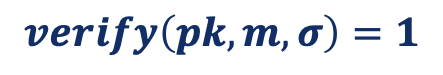 verify(pk, m, σ) = 1